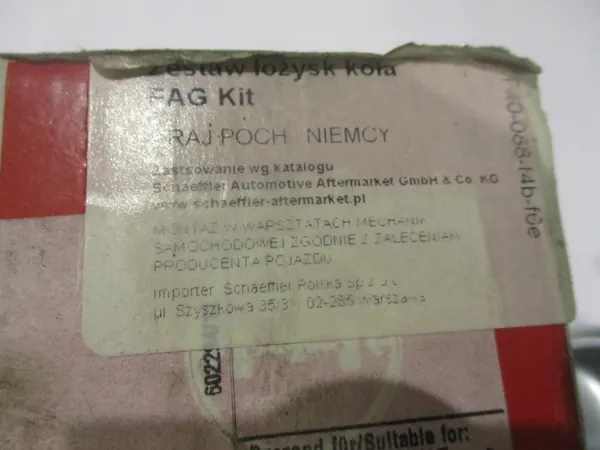 Zestaw łożysk koła
FAG Kit
KRAJ POCH NIEMCY
Zastsowanie wg katalogu
Schaeffler Automotive Aftermarket GmbH & Co. KG
www.schaeffler-aftermarket.pl
MONTAŻ W WARSZTATACH MECHANIKI
SAMOCHODOWEJ ZGODNIE Z ZALECENIAMI
PRODUCENTA POJAZDU
Importer Schaeffler Polska Sp z o.o.
ul Szyszkowa 35/37 02-285 Warszawa
Passend für/Suitable for: